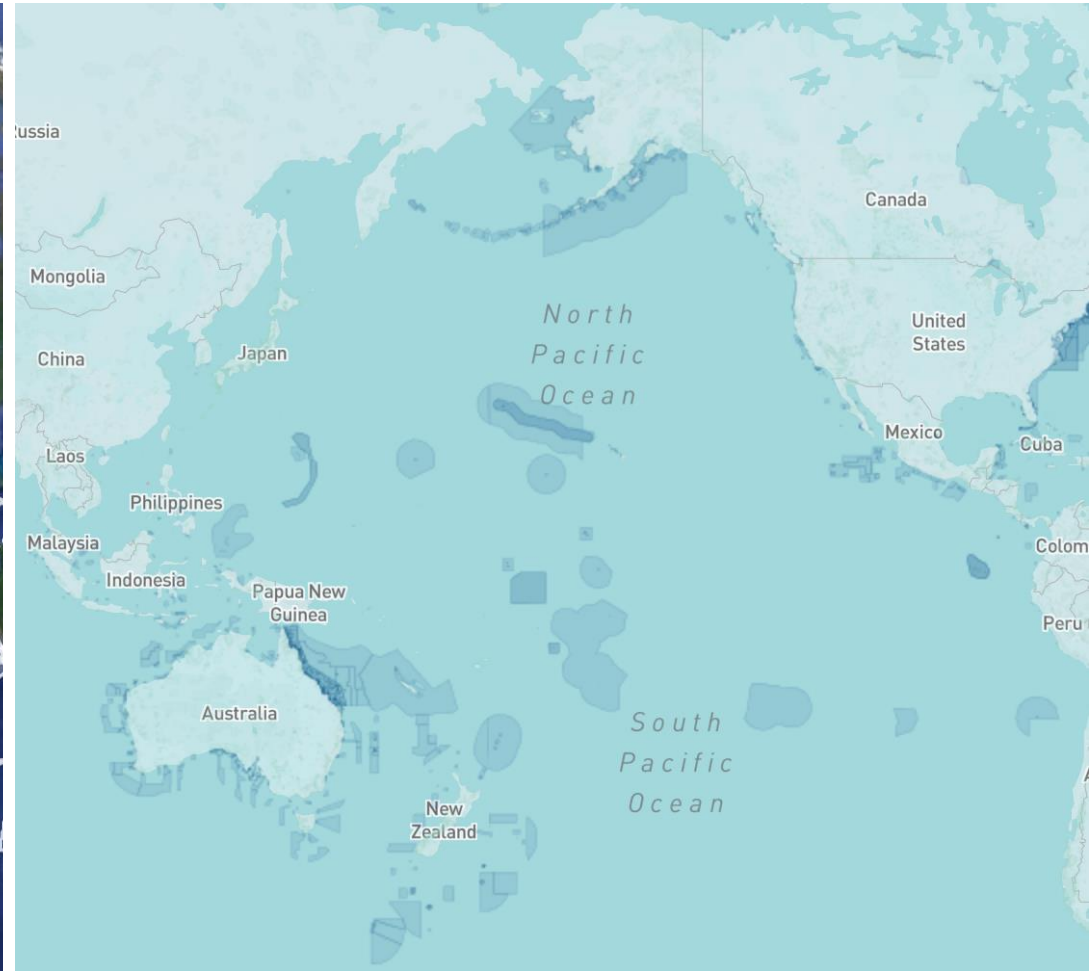 Russia
Canada
Mongolia
North
Pacific
Ocean
United
States
China
Japan
Mexico
Cuba
Laos
Philippines
Malaysia
Colom
Indonesia
Papua New
Guinea
Peru
Australia
South
Pacific
Ocean
New
Zealand
A